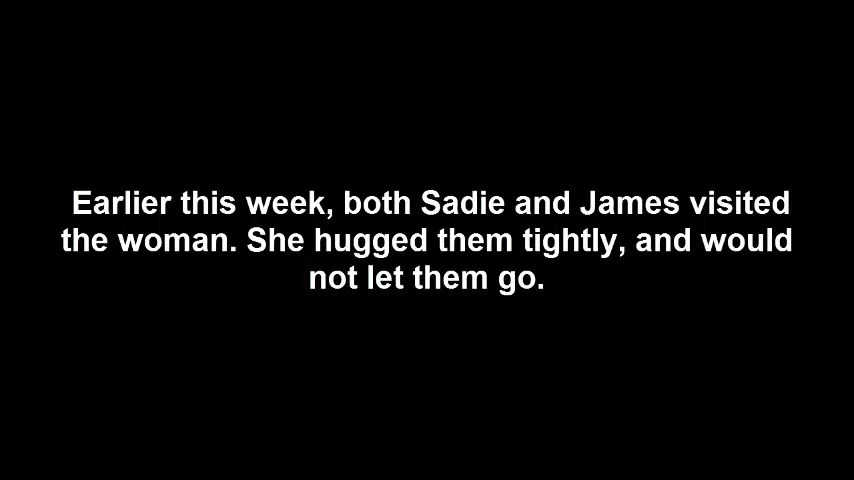 Earlier this week, both Sadie and James visited
the woman. She hugged them tightly, and would
not let them go.